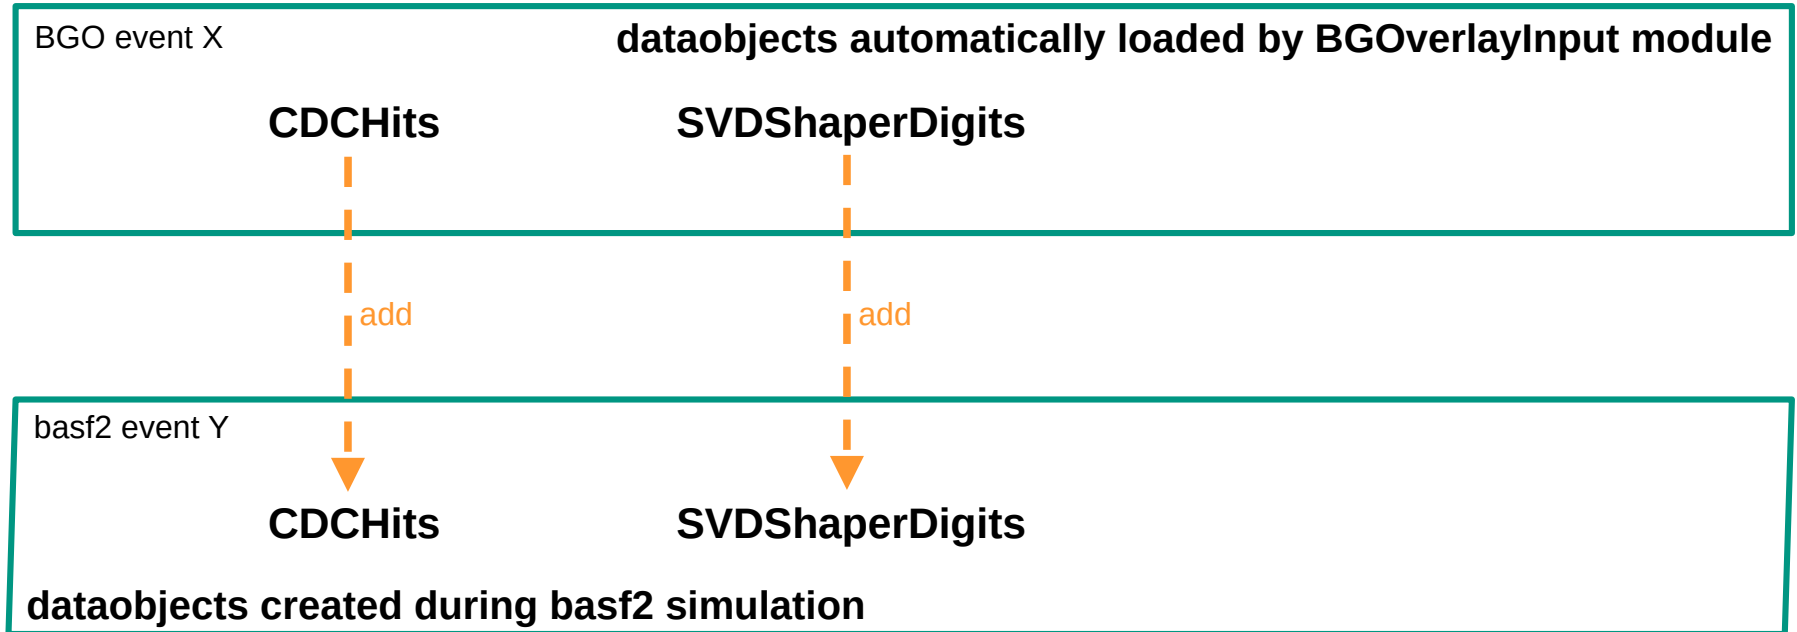 BGO event X
dataobjects automatically loaded by BGOverlayInput module
CDCHits
SVDShaperDigits
add
add
basf2 event Y
CDCHits
SVDShaperDigits
dataobjects created during basf2 simulation